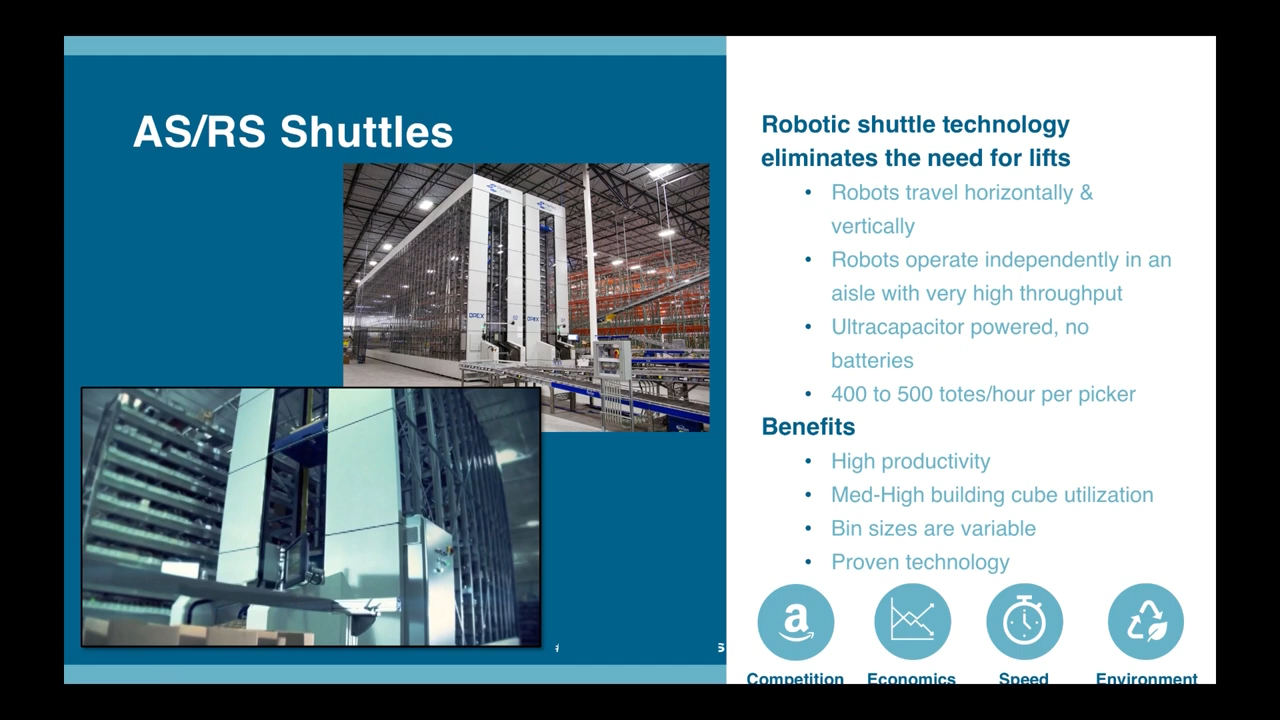 AS/RS Shuttles
OPEX
OPEX
#
S
Robotic shuttle technology
eliminates the need for lifts
• Robots travel horizontally &
vertically
• Robots operate independently in an
aisle with very high throughput
• Ultracapacitor powered, no
batteries
• 400 to 500 totes/hour per picker
Benefits
• High productivity
• Med-High building cube utilization
• Bin sizes are variable
• Proven technology
a
Competition
Economics
Speed
Environment